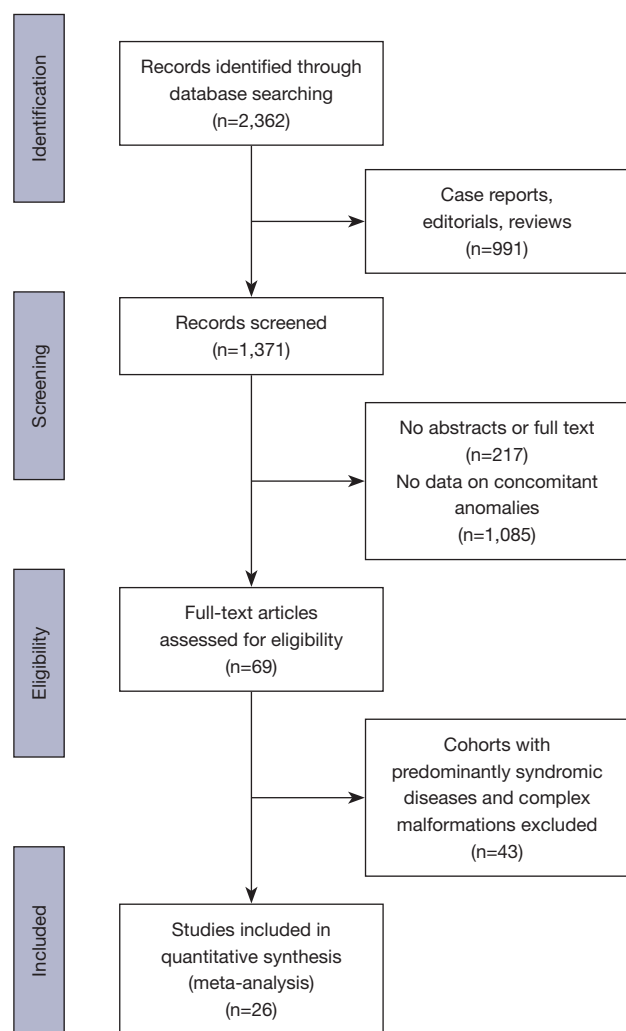 Identification
Records identified through
database searching
(n=2,362)
Case reports,
editorials, reviews
(n=991)
Screening
Records screened
(n=1,371)
No abstracts or full text
(n=217)
No data on concomitant
anomalies
(n=1,085)
Eligibility
Full-text articles
assessed for eligibility
(n=69)
Cohorts with
predominantly syndromic
diseases and complex
malformations excluded
(n=43)
Included
Studies included in
quantitative synthesis
(meta-analysis)
(n=26)